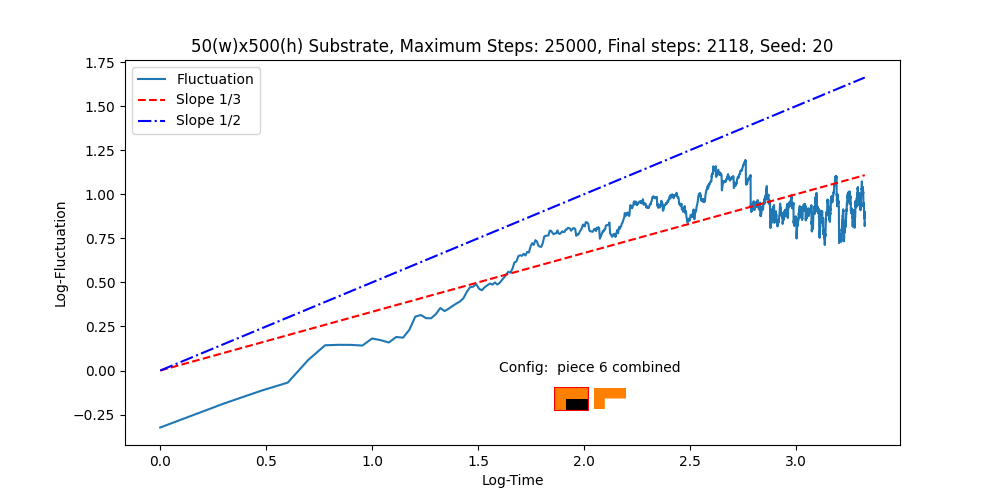 50(w)x500(h) Substrate, Maximum Steps: 25000, Final steps: 2118, Seed: 20
1.75
1.50
1.25
1.00
0.75
0.50
0.25
0.00
−0.25
Log-Fluctuation
Fluctuation
Slope 1/3
Slope 1/2
Config:  piece 6 combined
0.0 0.5 1.0 1.5 2.0 2.5 3.0
Log-Time